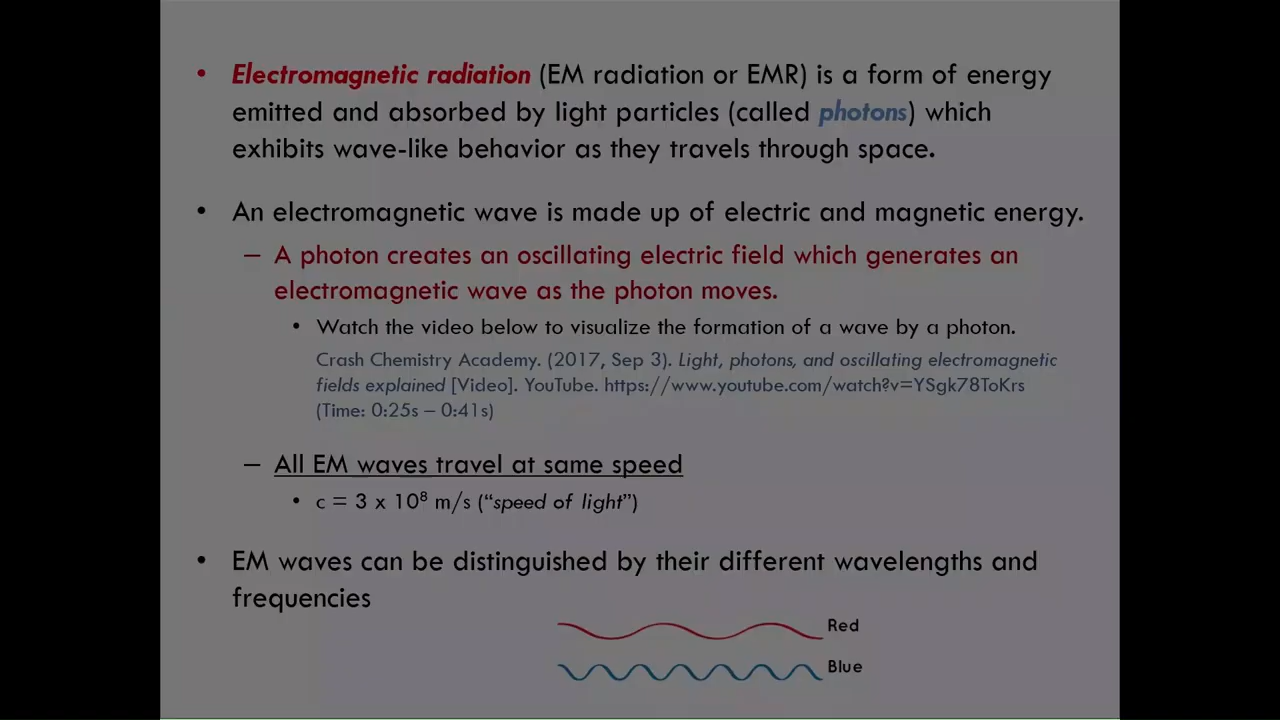 • Electromagnetic radiation (EM radiation or EMR) is a form of energy
emitted and absorbed by light particles (called photons) which
exhibits wave-like behavior as they travels through space.
• An electromagnetic wave is made up of electric and magnetic energy.
– A photon creates an oscillating electric field which generates an
electromagnetic wave as the photon moves.
• Watch the video below to visualize the formation of a wave by a photon.
Crash Chemistry Academy. (2017, Sep 3). Light, photons, and oscillating electromagnetic
fields explained [Video]. YouTube. https://www.youtube.com/watch?v=YSgk78ToKrs
(Time: 0:25s – 0:41s)
– All EM waves travel at same speed
• c = 3 x 10⁸ m/s (“speed of light”)
• EM waves can be distinguished by their different wavelengths and
frequencies
Red
Blue